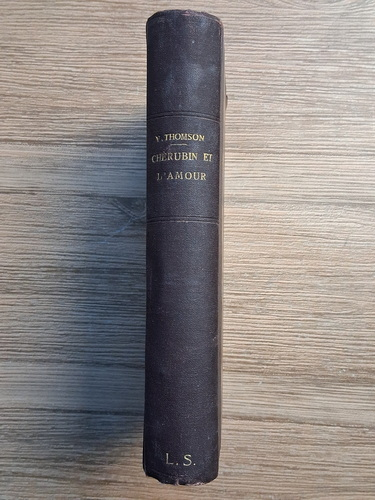 V. THOMSON
CHÉRUBIN ET
L'AMOUR
L. S.